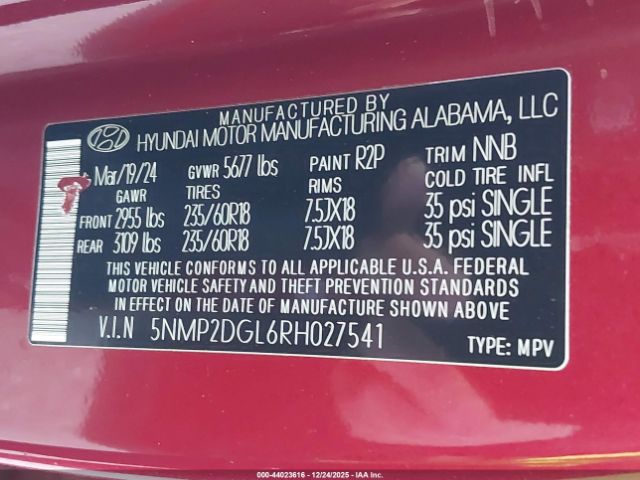 MANUFACTURED BY
HYUNDAI MOTOR MANUFACTURING ALABAMA, LLC
Mar/19/24 GVWR 5677 lbs PAINT R2P TRIM NNB
GAWR TIRES RIMS COLD TIRE INFL
FRONT 2955 lbs 235/60R18 7.5JX18 35 psi SINGLE
REAR 3109 lbs 235/60R18 7.5JX18 35 psi SINGLE
THIS VEHICLE CONFORMS TO ALL APPLICABLE U.S.A. FEDERAL
MOTOR VEHICLE SAFETY AND THEFT PREVENTION STANDARDS
IN EFFECT ON THE DATE OF MANUFACTURE SHOWN ABOVE.
V.I.N 5NMP2DGL6RH027541 TYPE: MPV
000-44023616 - 12/24/2025 - IAA Inc.